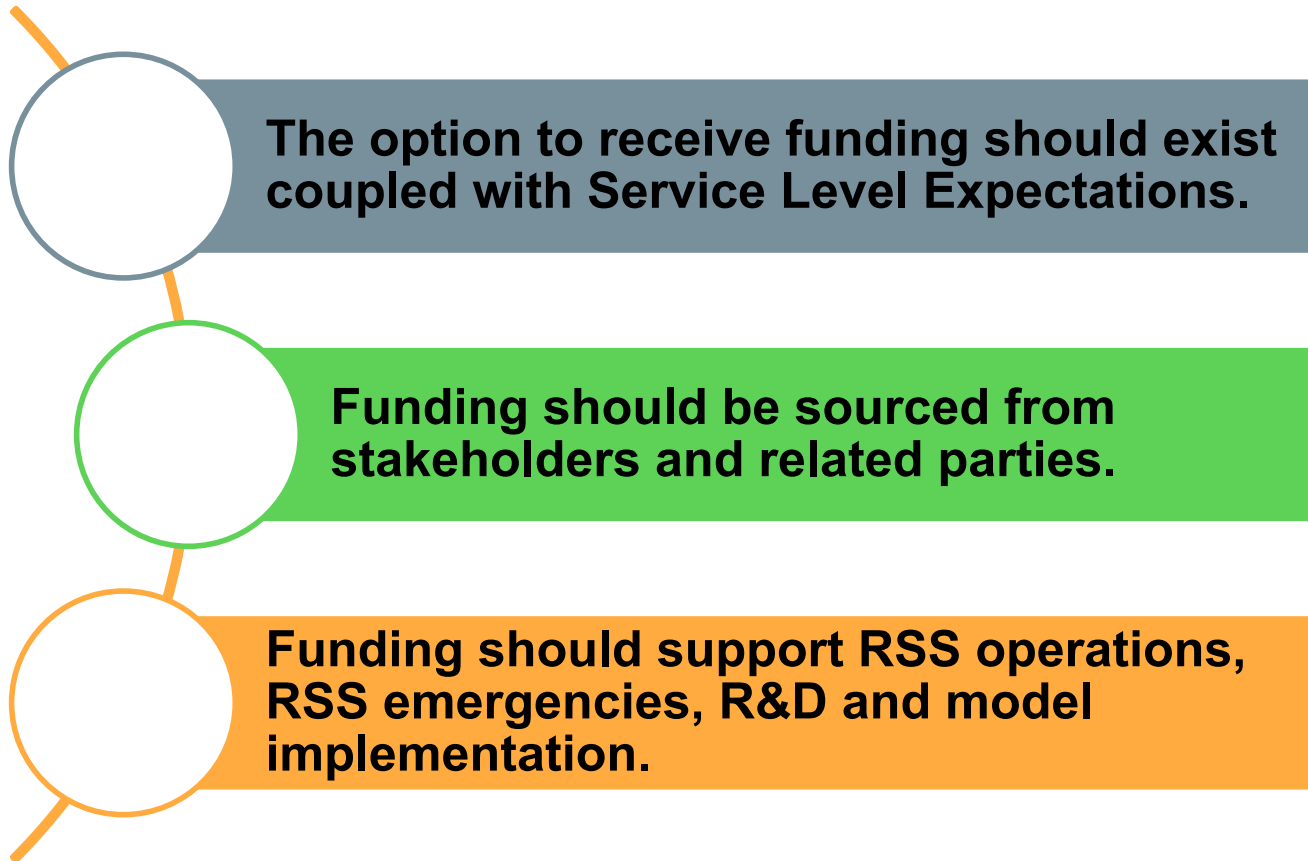 The option to receive funding should exist
coupled with Service Level Expectations.
Funding should be sourced from
stakeholders and related parties.
Funding should support RSS operations,
RSS emergencies, R&D and model
implementation.